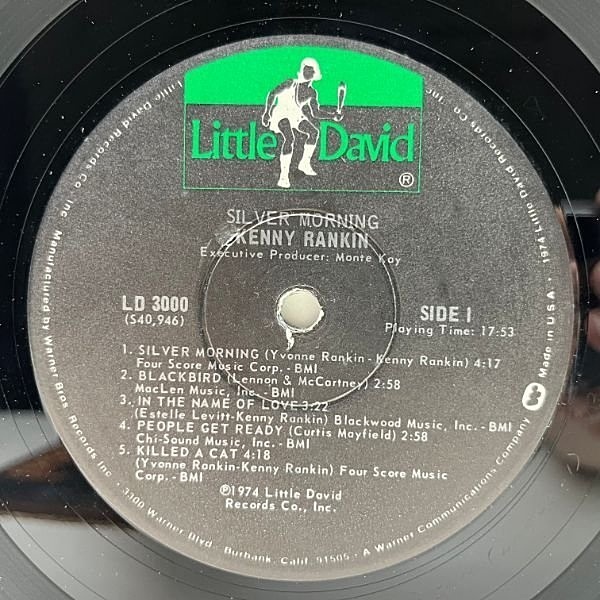 Little David ®
SILVER MORNING
KENNY RANKIN
Executive Producer: Monte Kay
LD 3000
(S40,946)
SIDE I
Playing Time: 17:53
1. SILVER MORNING (Yvonne Rankin-Kenny Rankin) 4:17
Four Score Music Corp. - BMI
2. BLACKBIRD (Lennon & McCartney) 2:58
MacLen Music, Inc. - BMI
3. IN THE NAME OF LOVE 3:22
(Estelle Levitt-Kenny Rankin) Blackwood Music, Inc. - BMI
4. PEOPLE GET READY (Curtis Mayfield) 2:58
Chi-Sound Music, Inc. - BMI
5. KILLED A CAT 4:18
(Yvonne Rankin-Kenny Rankin) Four Score Music
Corp. - BMI
℗©1974 Little David
Records Co., Inc.
Manufactured by Warner Bros. Records Inc., 3300 Warner Blvd., Burbank, Calif. 91505 • A Warner Communications Company
Made in U.S.A. • 1974 Little David Records Co. Inc.
Little David Records Co. Inc.